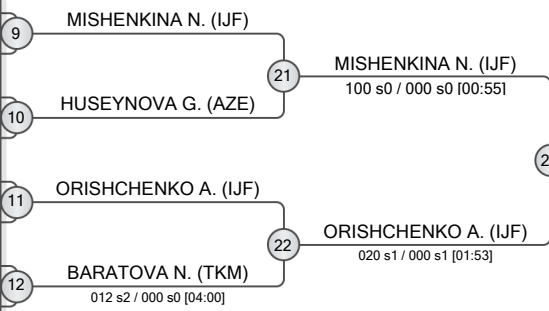 MISHENKINA N. (IJF)
9
21
MISHENKINA N. (IJF)
100 s0 / 000 s0 [00:55]
10
HUSEYNOVA G. (AZE)
11
ORISHCHENKO A. (IJF)
22
ORISHCHENKO A. (IJF)
020 s1 / 000 s1 [01:53]
12
BARATOVA N. (TKM)
012 s2 / 000 s0 [04:00]